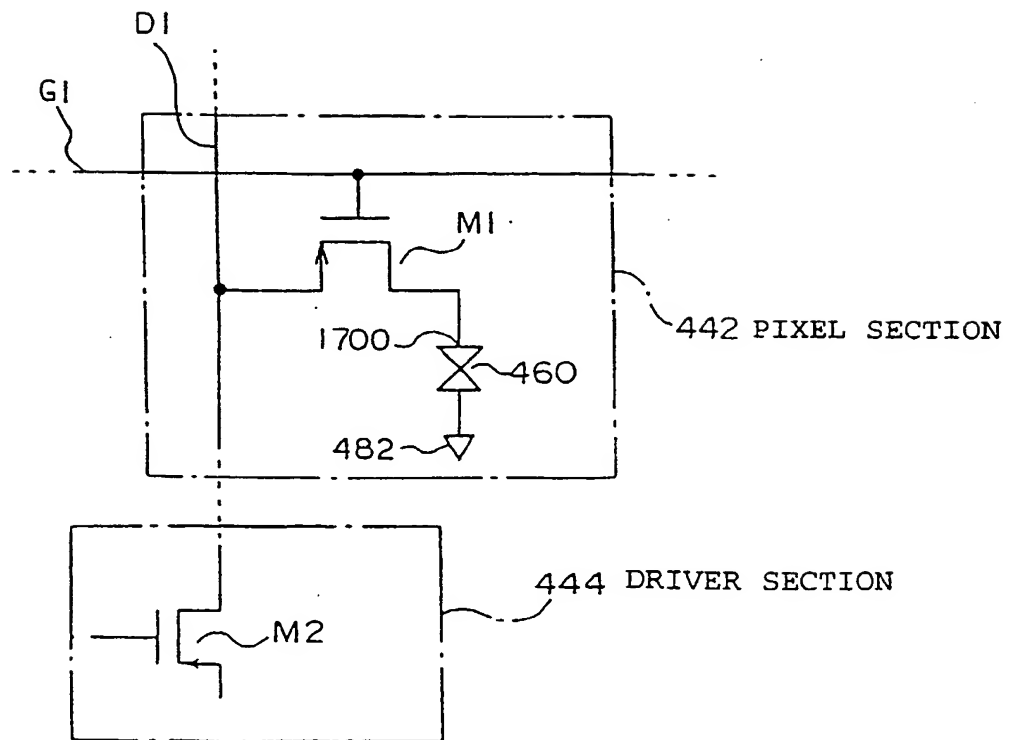 D1
G1
M1
1700
460
442 PIXEL SECTION
482
444 DRIVER SECTION
M2